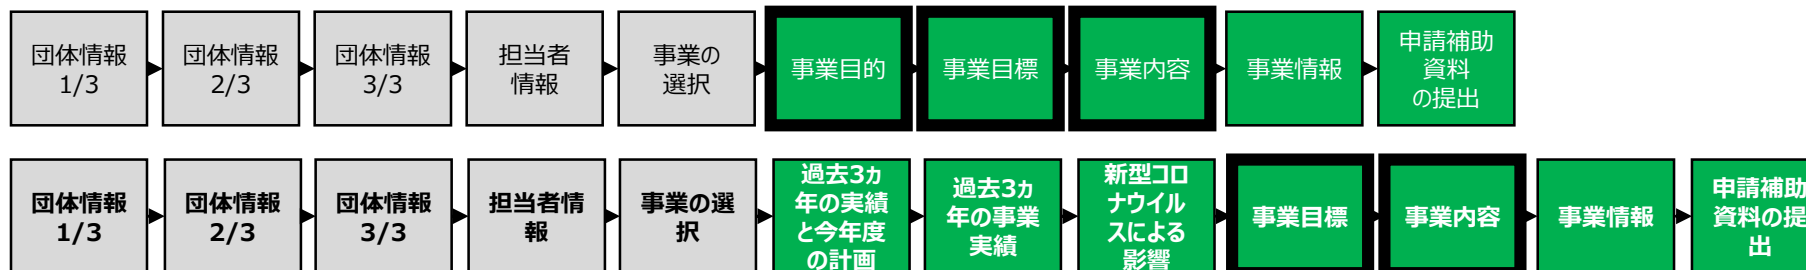 団体情報
1/3
団体情報
2/3
団体情報
3/3
担当者
情報
事業の
選択
事業目的
事業目標
事業内容
事業情報
申請補助
資料
の提出
団体情報
1/3
団体情報
2/3
団体情報
3/3
担当者情
報
事業の選
択
過去3ヵ
年の実績
と今年度
の計画
過去3ヵ
年の事業
実績
新型コロ
ナウイル
スによる
影響
事業目標
事業内容
事業情報
申請補助
資料の提
出